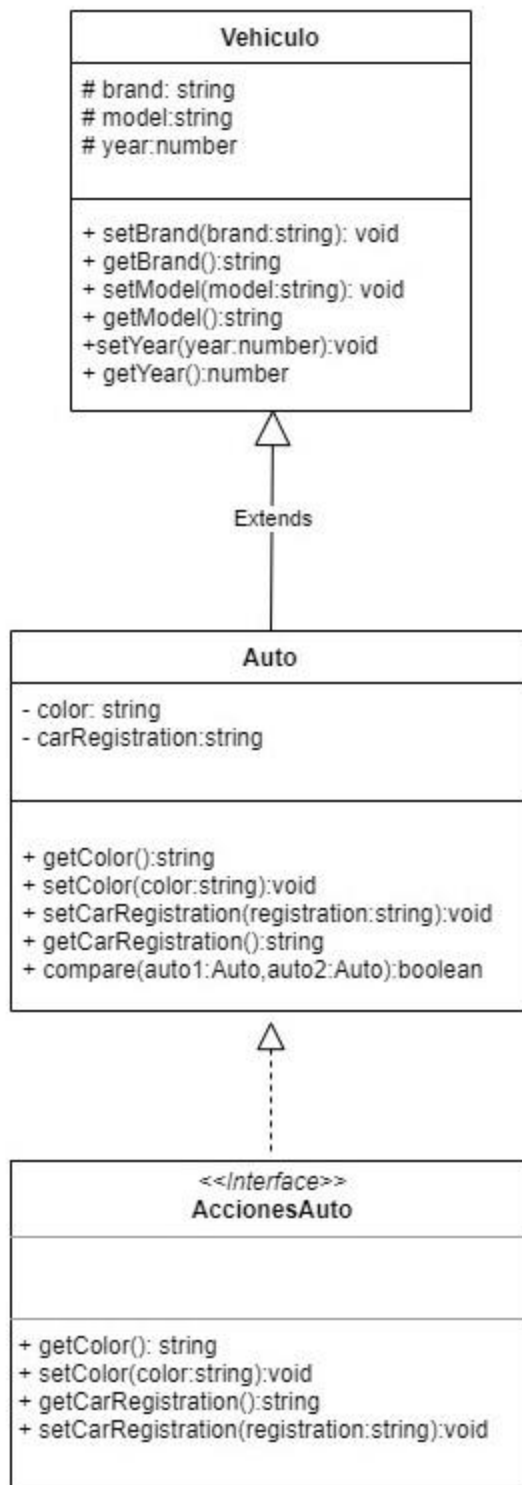 Vehiculo
# brand: string
# model:string
# year:number
+ setBrand(brand:string): void
+ getBrand():string
+ setModel(model:string): void
+ getModel():string
+setYear(year:number):void
+ getYear():number
Extends
Auto
- color: string
- carRegistration:string
+ getColor():string
+ setColor(color:string):void
+ setCarRegistration(registration:string):void
+ getCarRegistration():string
+ compare(auto1:Auto,auto2:Auto):boolean
<<Interface>>
AccionesAuto
+ getColor(): string
+ setColor(color:string):void
+ getCarRegistration():string
+ setCarRegistration(registration:string):void